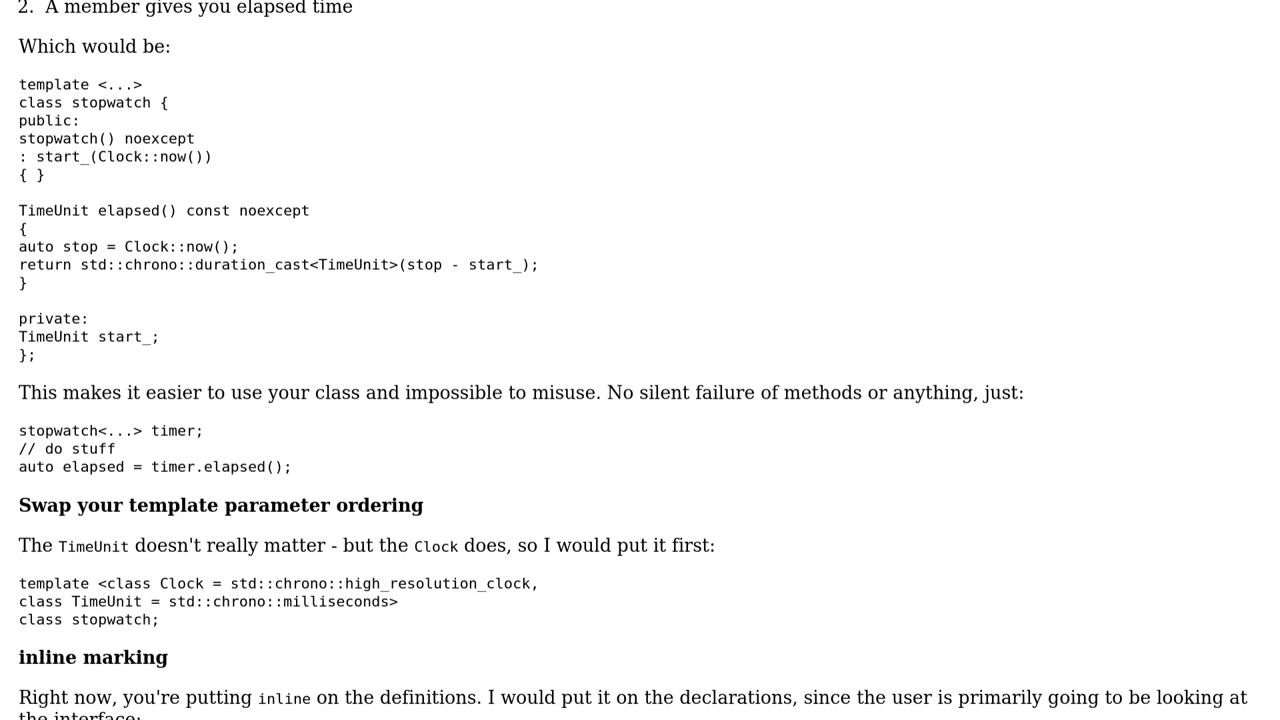 2. A member gives you elapsed time
Which would be:
template <...>
class stopwatch {
public:
stopwatch() noexcept
: start_(Clock::now())
{ }
TimeUnit elapsed() const noexcept
{
auto stop = Clock::now();
return std::chrono::duration_cast<TimeUnit>(stop - start_);
}
private:
TimeUnit start_;
};
This makes it easier to use your class and impossible to misuse. No silent failure of methods or anything, just:
stopwatch<...> timer;
// do stuff
auto elapsed = timer.elapsed();
Swap your template parameter ordering
The TimeUnit doesn't really matter - but the Clock does, so I would put it first:
template <class Clock = std::chrono::high_resolution_clock,
class TimeUnit = std::chrono::milliseconds>
class stopwatch;
inline marking
Right now, you're putting inline on the definitions. I would put it on the declarations, since the user is primarily going to be looking at
the interface: